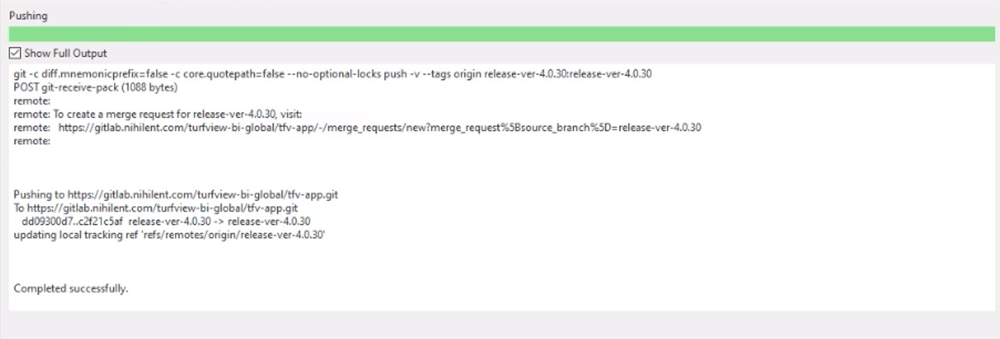 Pushing
Show Full Output
git -c diff.mnemonicprefix=false -c core.quotepath=false --no-optional-locks push -v --tags origin release-ver-4.0.30:release-ver-4.0.30
POST git-receive-pack (1088 bytes)
remote:
remote: To create a merge request for release-ver-4.0.30, visit:
remote:   https://gitlab.nihilent.com/turfview-bi-global/tfv-app/-/merge_requests/new?merge_request%5Bsource_branch%5D=release-ver-4.0.30
remote:
Pushing to https://gitlab.nihilent.com/turfview-bi-global/tfv-app.git
To https://gitlab.nihilent.com/turfview-bi-global/tfv-app.git
   dd09300d7..c2f21c5af  release-ver-4.0.30 -> release-ver-4.0.30
updating local tracking ref 'refs/remotes/origin/release-ver-4.0.30'
Completed successfully.